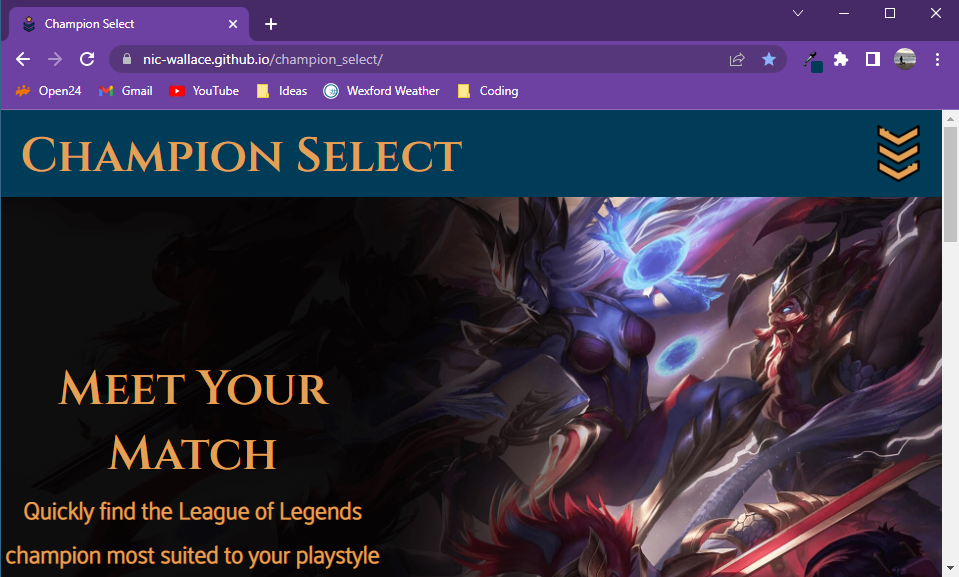 Champion Select
nic-wallace.github.io/champion_select/
Open24 Gmail YouTube Ideas Wexford Weather Coding
Champion Select
Meet Your
Match
Quickly find the League of Legends
champion most suited to your playstyle